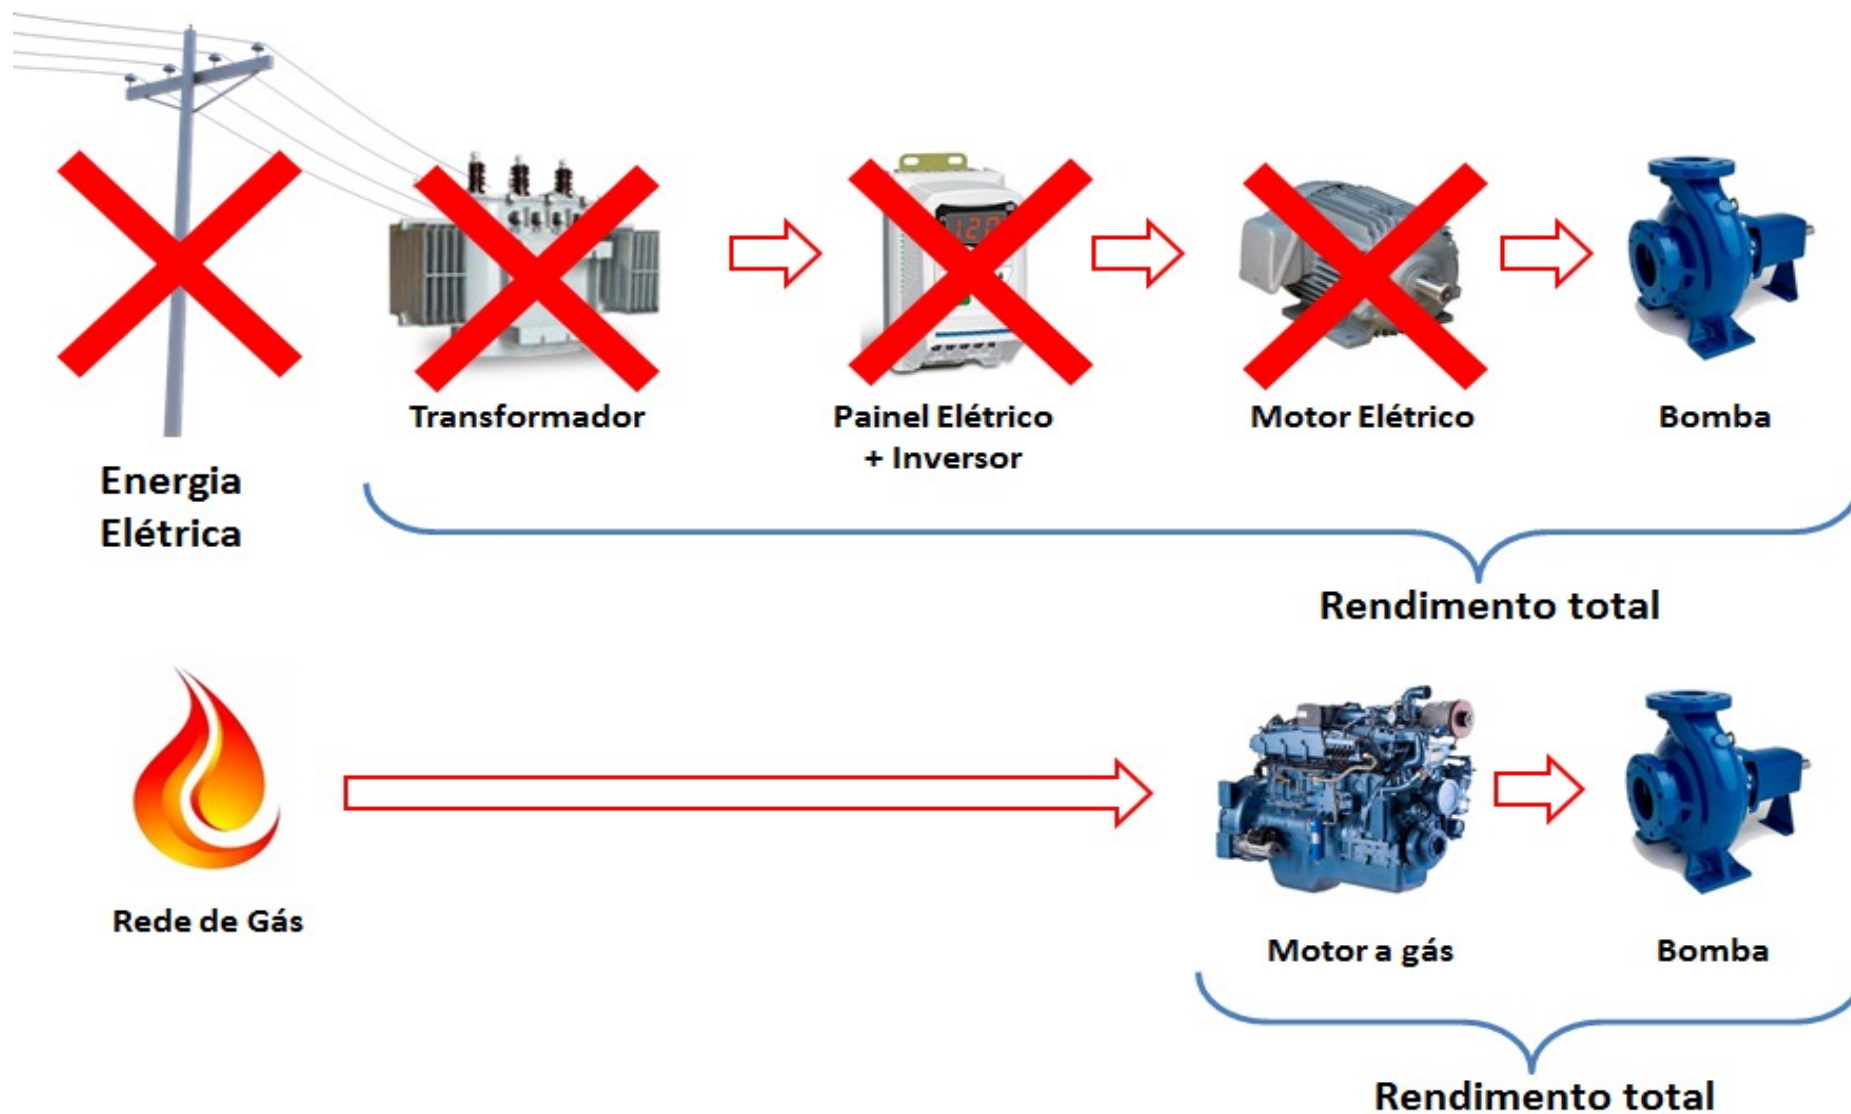 Transformador
Painel Elétrico
+ Inversor
Motor Elétrico
Bomba
Energia
Elétrica
Rendimento total
Rede de Gás
Motor a gás
Bomba
Rendimento total